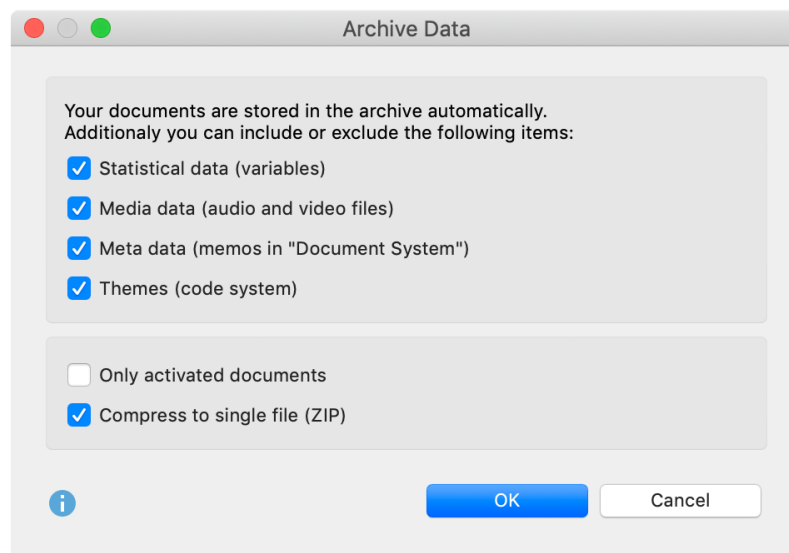 Archive Data
Your documents are stored in the archive automatically.
Additionaly you can include or exclude the following items:
Statistical data (variables)
Media data (audio and video files)
Meta data (memos in "Document System")
Themes (code system)
Only activated documents
Compress to single file (ZIP)
i
OK
Cancel